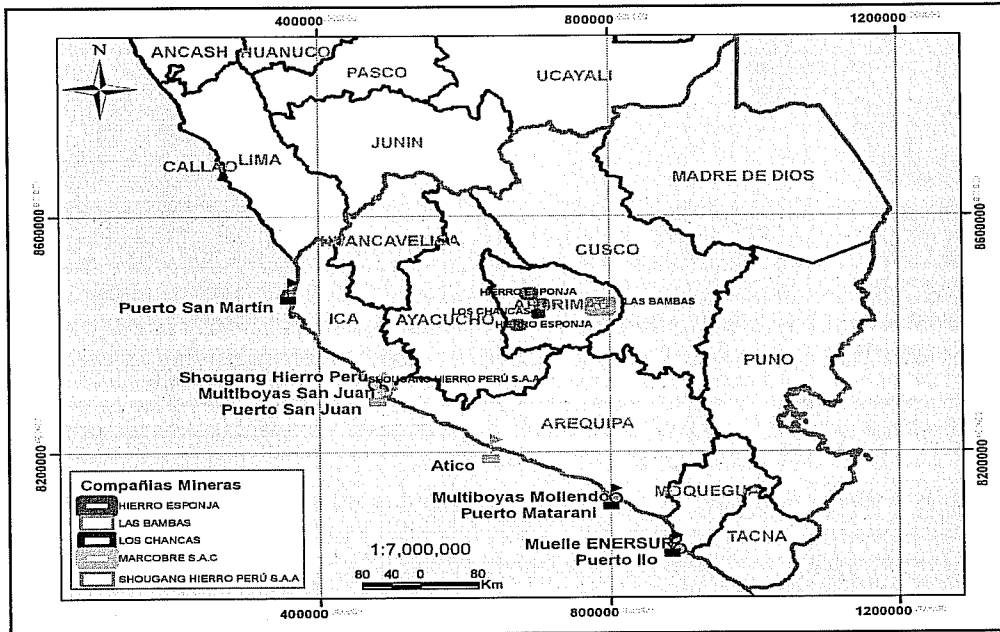 400000
800000
1200000
N
ANCASH
HUANUCO
PASCO
UCAYALI
JUNIN
CALLAO
LIMA
MADRE DE DIOS
8600000
8600000
HUANCAVELICA
CUSCO
HIERRO ESPONJA
LAS BAMBAS
LOS CHANCAS
HIERRO ESPONJA
Puerto San Martín
ICA
AYACUCHO
PUNO
Shougang Hierro Perú
SHOUGANG HIERRO PERÚ S.A.A
Multiboyas San Juan
Puerto San Juan
AREQUIPA
8200000
8200000
Atico
Multiboyas Mollendo
Puerto Matarani
MOQUEGUA
TACNA
Muelle ENERSUR
Puerto Ilo
Compañias Mineras
HIERRO ESPONJA
LAS BAMBAS
LOS CHANCAS
MARCOBRE S.A.C
SHOUGANG HIERRO PERÚ S.A.A
1:7,000,000
80 40 0 80
Km
400000
800000
1200000